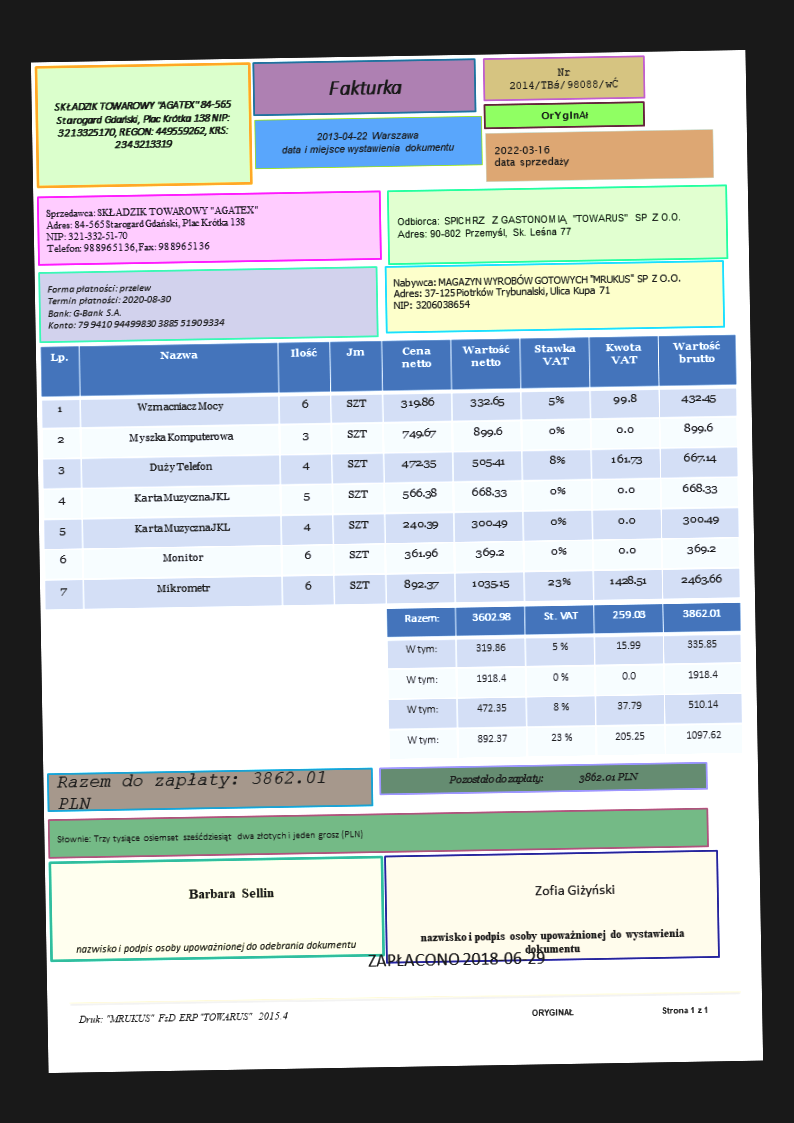 SKŁADZIK TOWAROWY "AGATEX" 84-565
Starogard Gdański, Plac Krótka 138 NIP:
3213325170, REGON: 449559262, KRS:
2343213319
Fakturka
2013-04-22 Warszawa
data i miejsce wystawienia dokumentu
Nr
2014/TBś/98088/wĆ
OrYgInAł
2022-03-16
data sprzedaży
Sprzedawca: SKŁADZIK TOWAROWY "AGATEX"
Adres: 84-565 Starogard Gdański, Plac Krótka 138
NIP: 321-332-51-70
Telefon: 988965136, Fax: 988965136
Odbiorca: SPICHRZ Z GASTONOMIĄ "TOWARUS" SP Z O.O.
Adres: 90-802 Przemyśl, Sk. Leśna 77
Forma płatności: przelew
Termin płatności: 2020-08-30
Bank: G-Bank S.A.
Konto: 79 9410 94499830 3885 51909334
Nabywca: MAGAZYN WYROBÓW GOTOWYCH "MRUKUS" SP Z O.O.
Adres: 37-125 Piotrków Trybunalski, Ulica Kupa 71
NIP: 3206038654
Lp. Nazwa Ilość Jm Cena netto Wartość netto Stawka VAT Kwota VAT Wartość brutto
1 Wzmacniacz Mocy 6 SZT 319.86 332.65 5% 99.8 432.45
2 Myszka Komputerowa 3 SZT 749.67 899.6 0% 0.0 899.6
3 Duży Telefon 4 SZT 472.35 505.41 8% 161.73 667.14
4 Karta Muzyczna JKL 5 SZT 566.38 668.33 0% 0.0 668.33
5 Karta Muzyczna JKL 4 SZT 240.39 300.49 0% 0.0 300.49
6 Monitor 6 SZT 361.96 369.2 0% 0.0 369.2
7 Mikrometr 6 SZT 892.37 1035.15 23% 1428.51 2463.66
Razem: 3602.98 St. VAT 259.03 3862.01
W tym: 319.86 5 % 15.99 335.85
W tym: 1918.4 0 % 0.0 1918.4
W tym: 472.35 8 % 37.79 510.14
W tym: 892.37 23 % 205.25 1097.62
Razem do zapłaty: 3862.01
PLN
Pozostało do zapłaty: 3862.01 PLN
Słownie: Trzy tysiące osiemset sześćdziesiąt dwa złotych i jeden grosz (PLN)
Barbara Sellin
nazwisko i podpis osoby upoważnionej do odebrania dokumentu
Zofia Giżyński
nazwisko i podpis osoby upoważnionej do wystawienia
dokumentu
ZAPŁACONO 2018-06-29
Druk: "MRUKUS" FsD ERP "TOWARUS" 2015.4
ORYGINAŁ
Strona 1 z 1